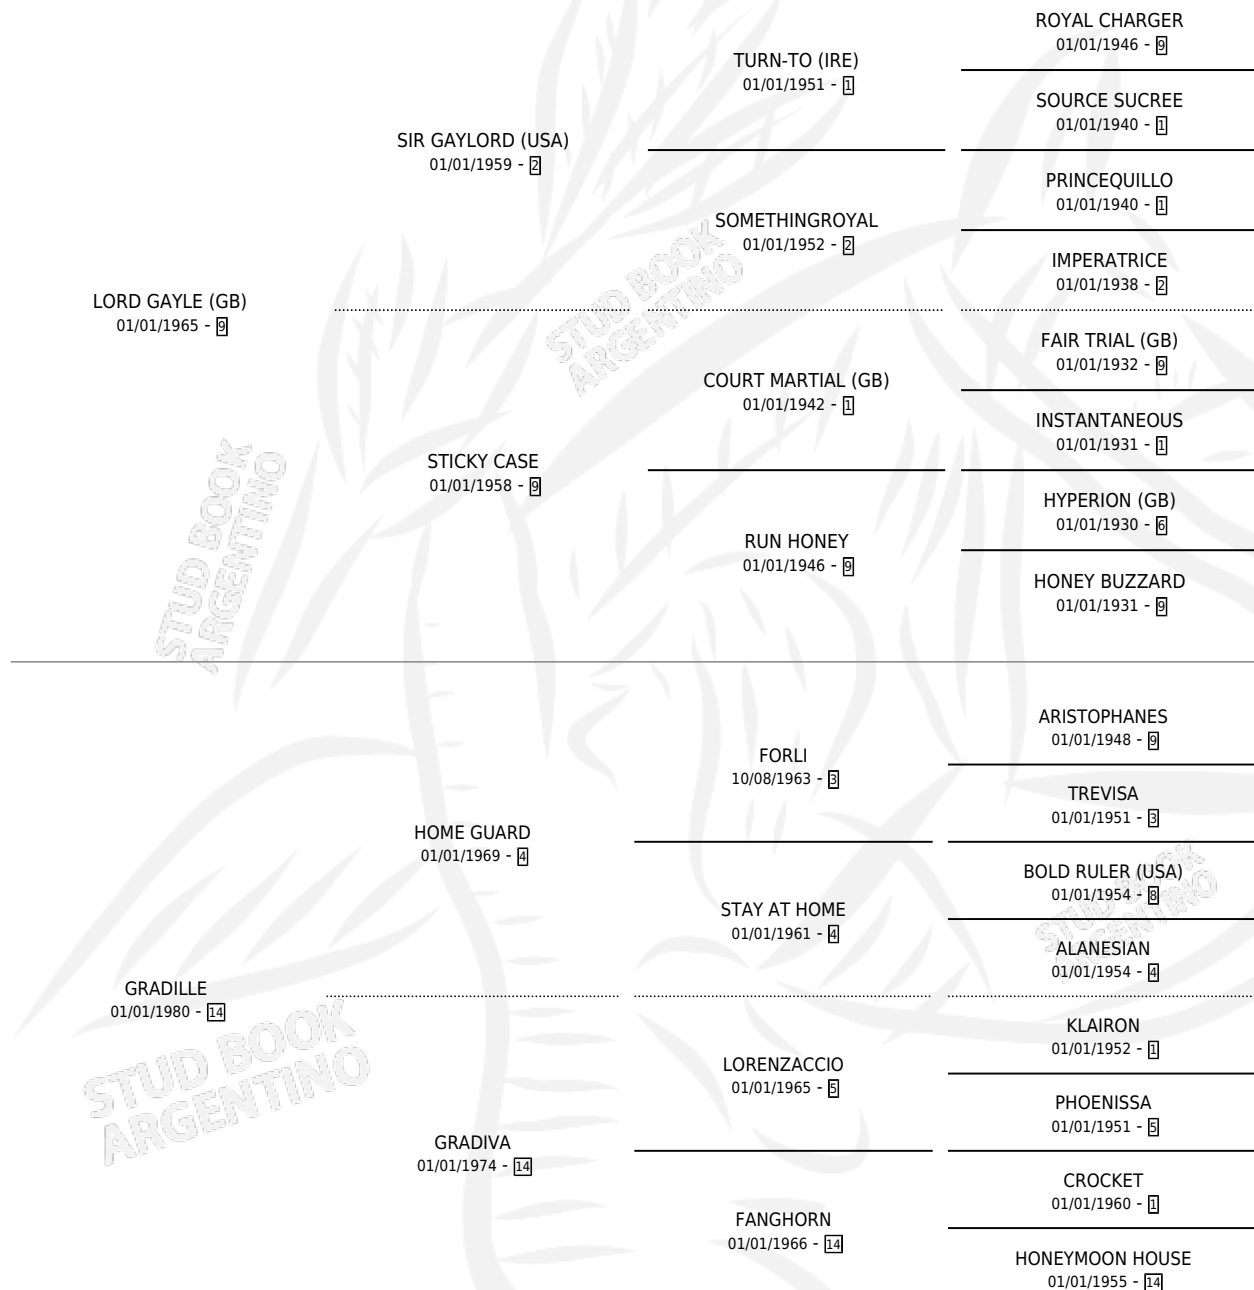 ROYAL CHARGER
01/01/1946 - 9
TURN-TO (IRE)
01/01/1951 - 1
SOURCE SUCREE
01/01/1940 - 1
SIR GAYLORD (USA)
01/01/1959 - 2
PRINCEQUILLO
01/01/1940 - 1
SOMETHINGROYAL
01/01/1952 - 2
IMPERATRICE
01/01/1938 - 2
LORD GAYLE (GB)
01/01/1965 - 9
FAIR TRIAL (GB)
01/01/1932 - 9
COURT MARTIAL (GB)
01/01/1942 - 1
INSTANTANEOUS
01/01/1931 - 1
STICKY CASE
01/01/1958 - 9
HYPERION (GB)
01/01/1930 - 6
RUN HONEY
01/01/1946 - 9
HONEY BUZZARD
01/01/1931 - 9
ARISTOPHANES
01/01/1948 - 9
FORLI
10/08/1963 - 3
TREVISA
01/01/1951 - 3
HOME GUARD
01/01/1969 - 4
BOLD RULER (USA)
01/01/1954 - 8
STAY AT HOME
01/01/1961 - 4
ALANESIAN
01/01/1954 - 4
GRADILLE
01/01/1980 - 14
KLAIRON
01/01/1952 - 1
LORENZACCIO
01/01/1965 - 5
PHOENISSA
01/01/1951 - 5
GRADIVA
01/01/1974 - 14
CROCKET
01/01/1960 - 1
FANGHORN
01/01/1966 - 14
HONEYMOON HOUSE
01/01/1955 - 14
STUD BOOK
ARGENTINO
STUD BOOK
ARGENTINO
STUD BOOK
ARGENTINO
STUD BOOK
ARGENTINO